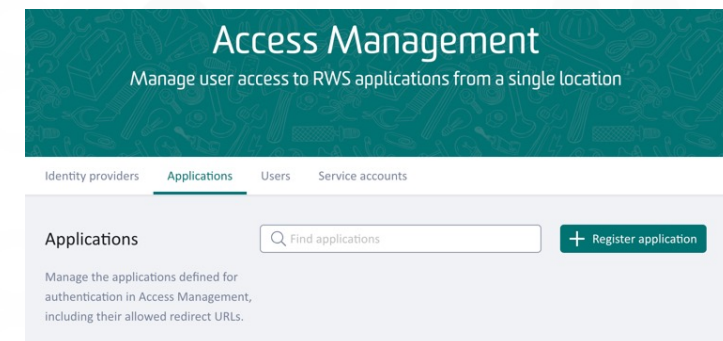 Access Management
Manage user access to RWS applications from a single location
Identity providers Applications Users Service accounts
Applications
Find applications
Register application
Manage the applications defined for
authentication in Access Management,
including their allowed redirect URLs.